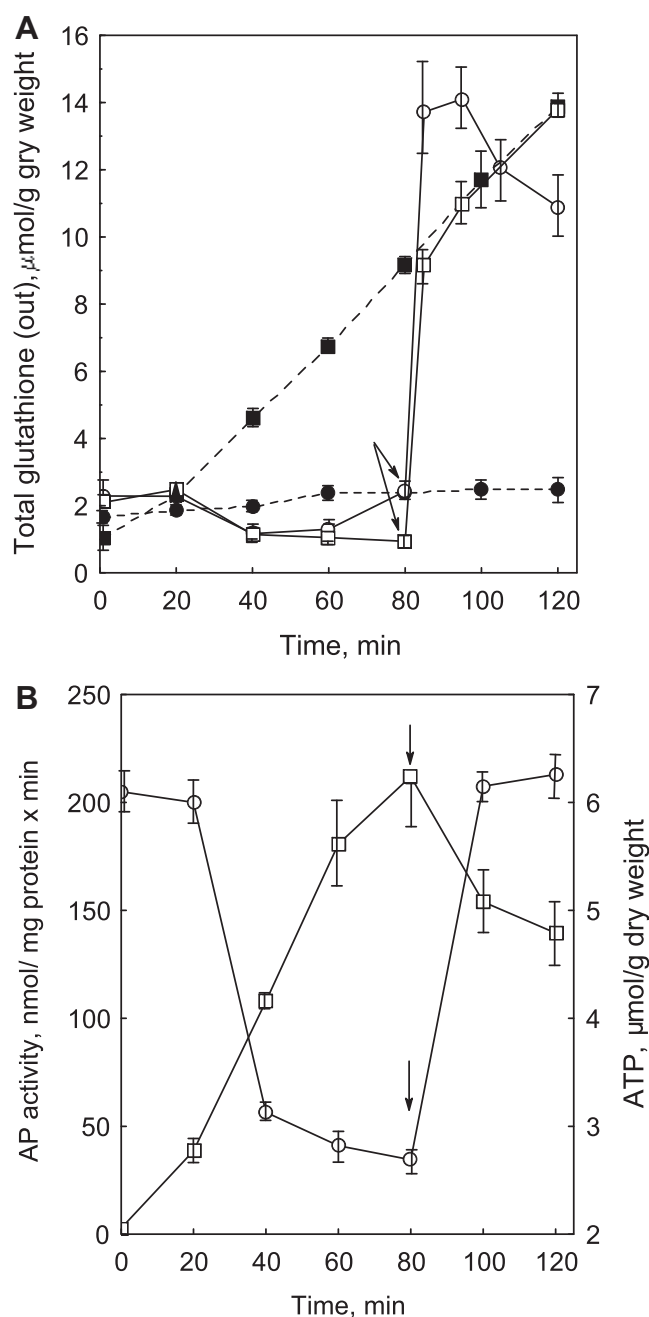 A
Total glutathione (out), μmol/g gry weight
16
14
12
10
8
6
4
2
0
0 20 40 60 80 100 120
Time, min
B
AP activity, nmol/ mg protein x min
250
200
150
100
50
0
7
6
5
4
3
2
ATP, μmol/g dry weight
0 20 40 60 80 100 120
Time, min